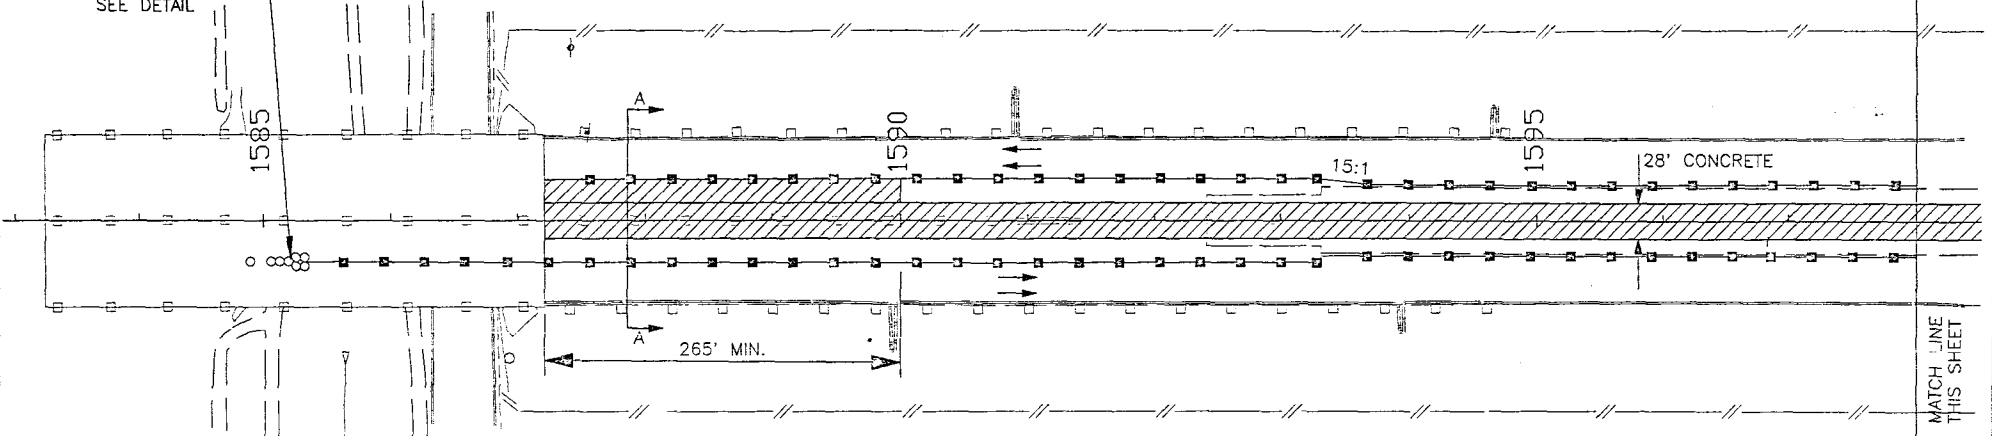 SEE DETAIL
A
1585
1590
1595
15:1
28' CONCRETE
A
265' MIN.
MATCH LINE
THIS SHEET